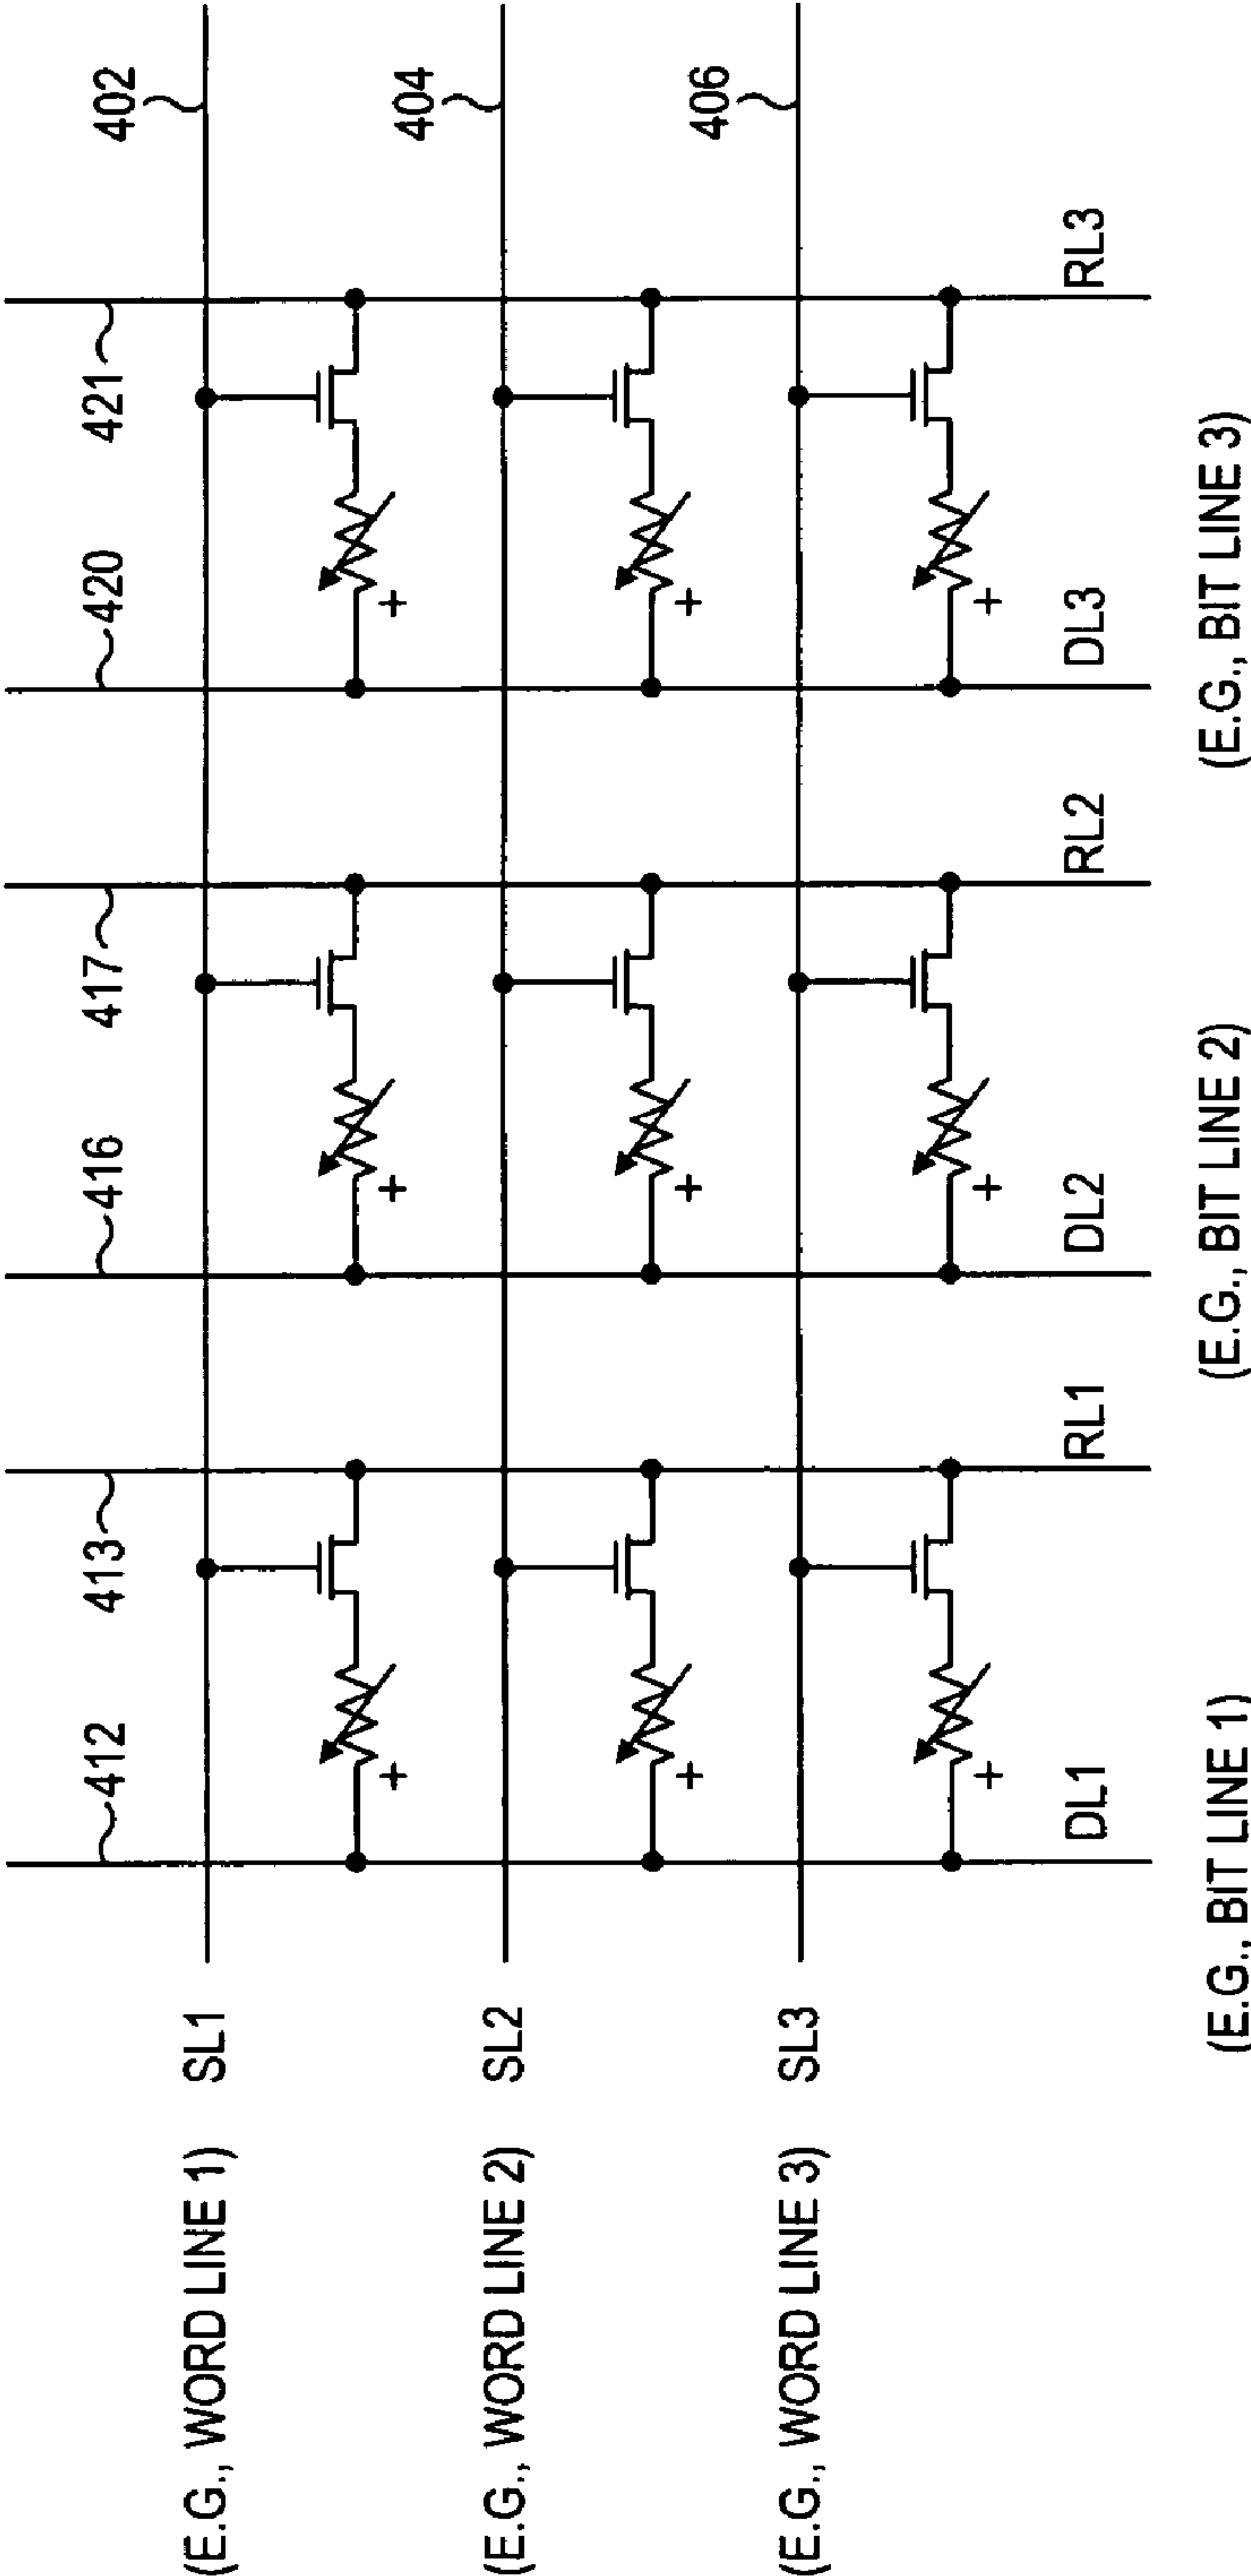 402
404
406
412
413
416
417
420
421
(E.G., WORD LINE 1) SL1
(E.G., WORD LINE 2) SL2
(E.G., WORD LINE 3) SL3
+
+
+
+
+
+
+
+
+
DL1
RL1
DL2
RL2
DL3
RL3
(E.G., BIT LINE 1)
(E.G., BIT LINE 2)
(E.G., BIT LINE 3)